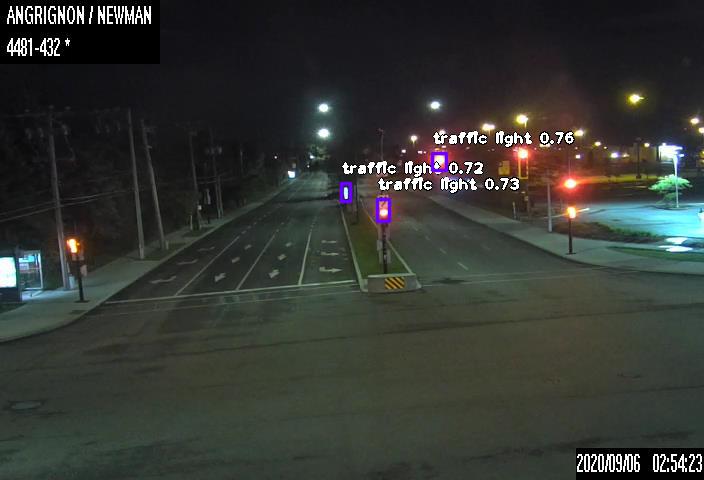 ANGRIGNON / NEWMAN
4481-432 *
traffic light 0.76
traffic light 0.72
traffic light 0.73
2020/09/06 02:54:23